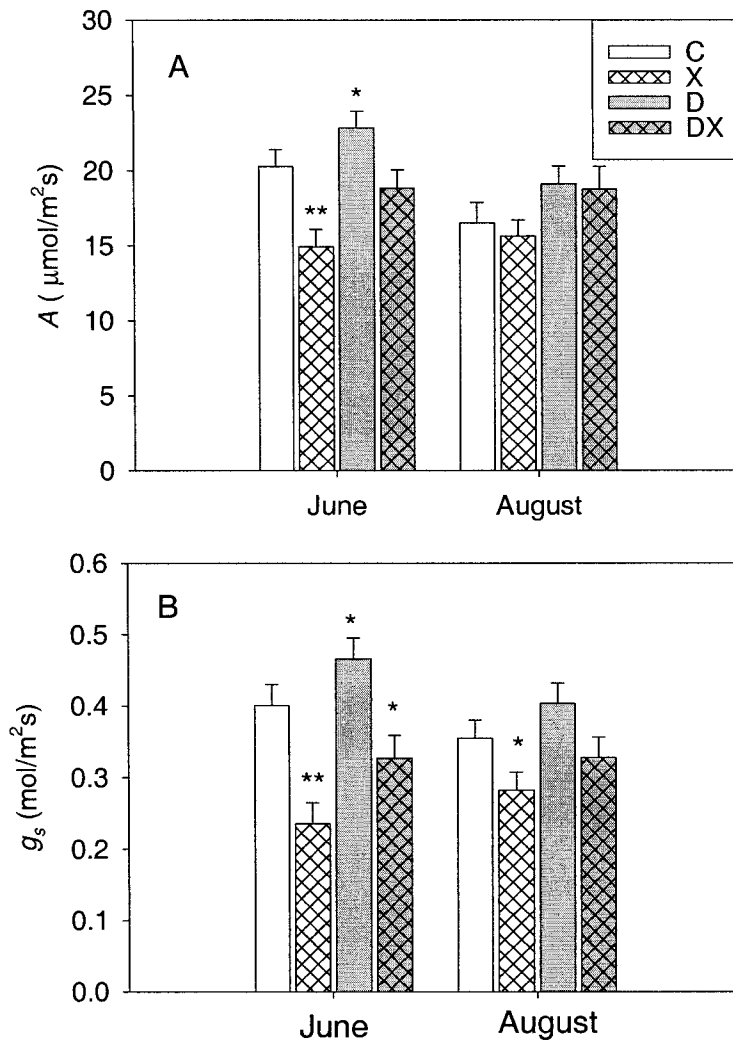 30
25
20
15
10
5
0
A ( μmol/m²s)
A
*
**
C
X
D
DX
June August
0.6
0.5
0.4
0.3
0.2
0.1
0.0
gₛ (mol/m²s)
B
*
*
**
*
June August